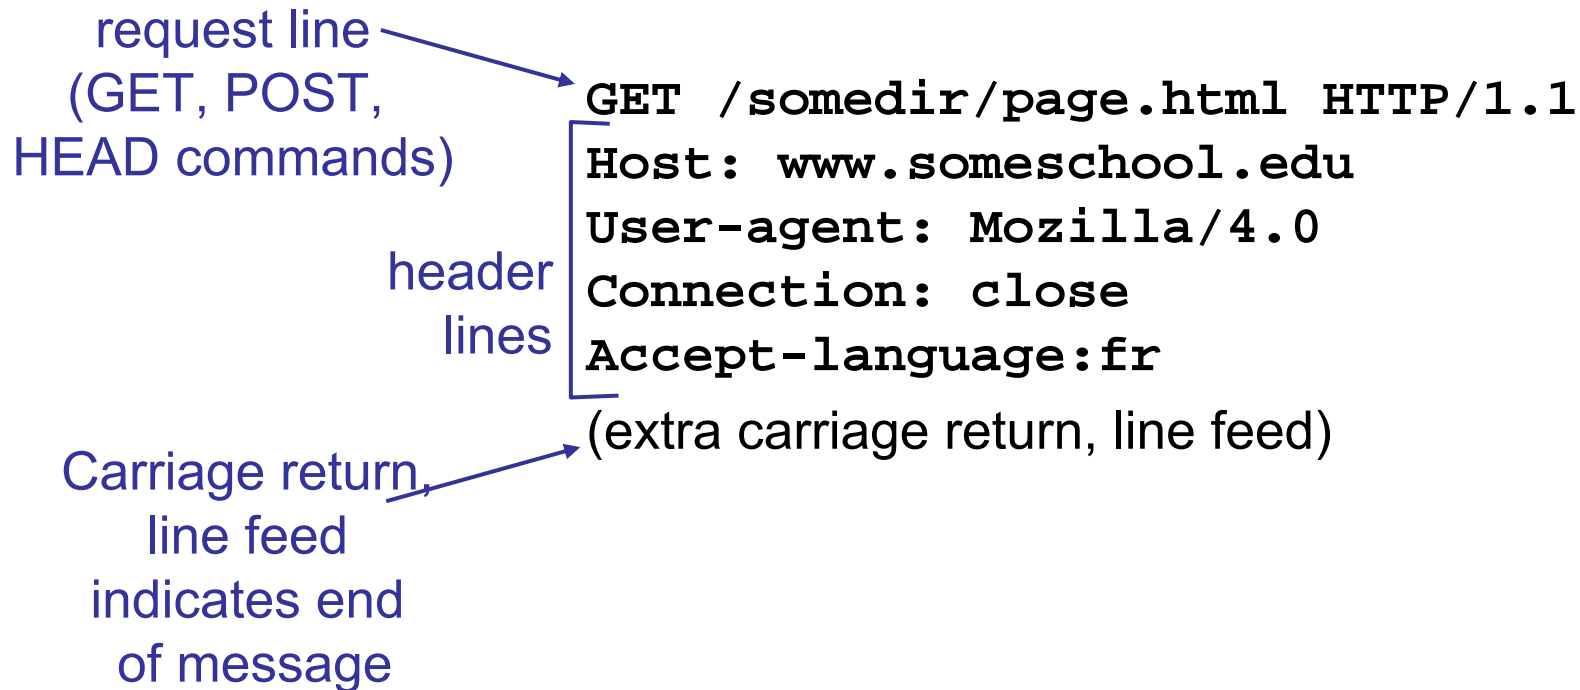 request line
(GET, POST,
HEAD commands)
GET /somedir/page.html HTTP/1.1
Host: www.someschool.edu
User-agent: Mozilla/4.0
Connection: close
Accept-language:fr
header
lines
(extra carriage return, line feed)
Carriage return,
line feed
indicates end
of message